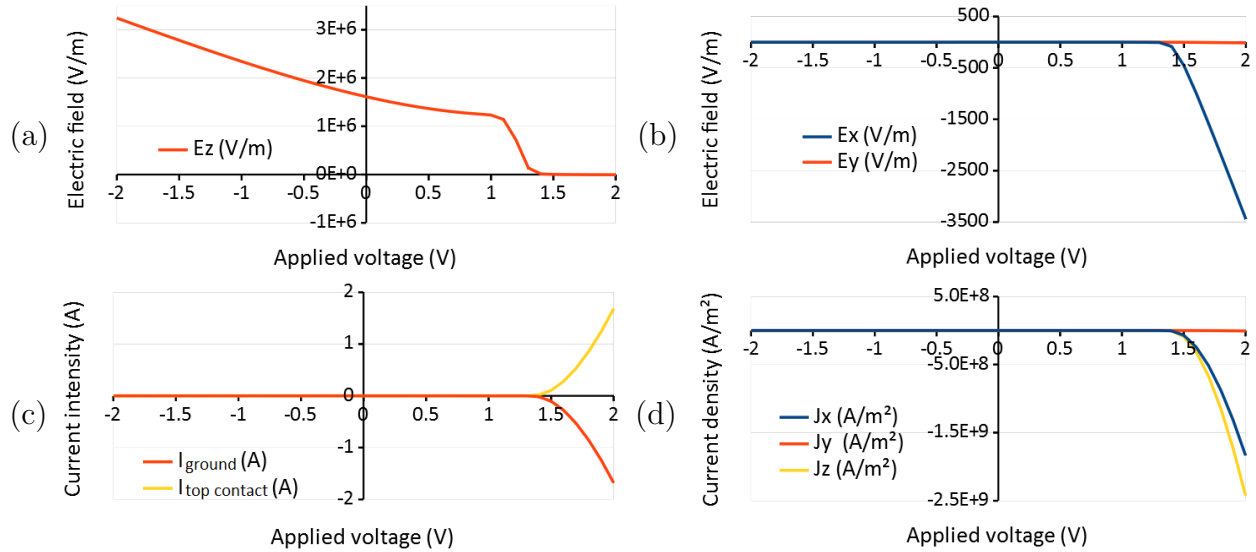 (a)
Electric field (V/m)
3E+6
2E+6
1E+6
0E+0
-1E+6
-2 -1.5 -1 -0.5 0 0.5 1 1.5 2
Ez (V/m)
Applied voltage (V)
(b)
Electric field (V/m)
500
-500
-1500
-2500
-3500
-2 -1.5 -1 -0.5 0 0.5 1 1.5 2
Ex (V/m)
Ey (V/m)
Applied voltage (V)
(c)
Current intensity (A)
2
1
0
-1
-2
-2 -1.5 -1 -0.5 0 0.5 1 1.5 2
I ground (A)
I top contact (A)
Applied voltage (V)
(d)
Current density (A/m²)
5.0E+8
-5.0E+8
-1.5E+9
-2.5E+9
-2 -1.5 -1 -0.5 0 0.5 1 1.5 2
Jx (A/m²)
Jy (A/m²)
Jz (A/m²)
Applied voltage (V)